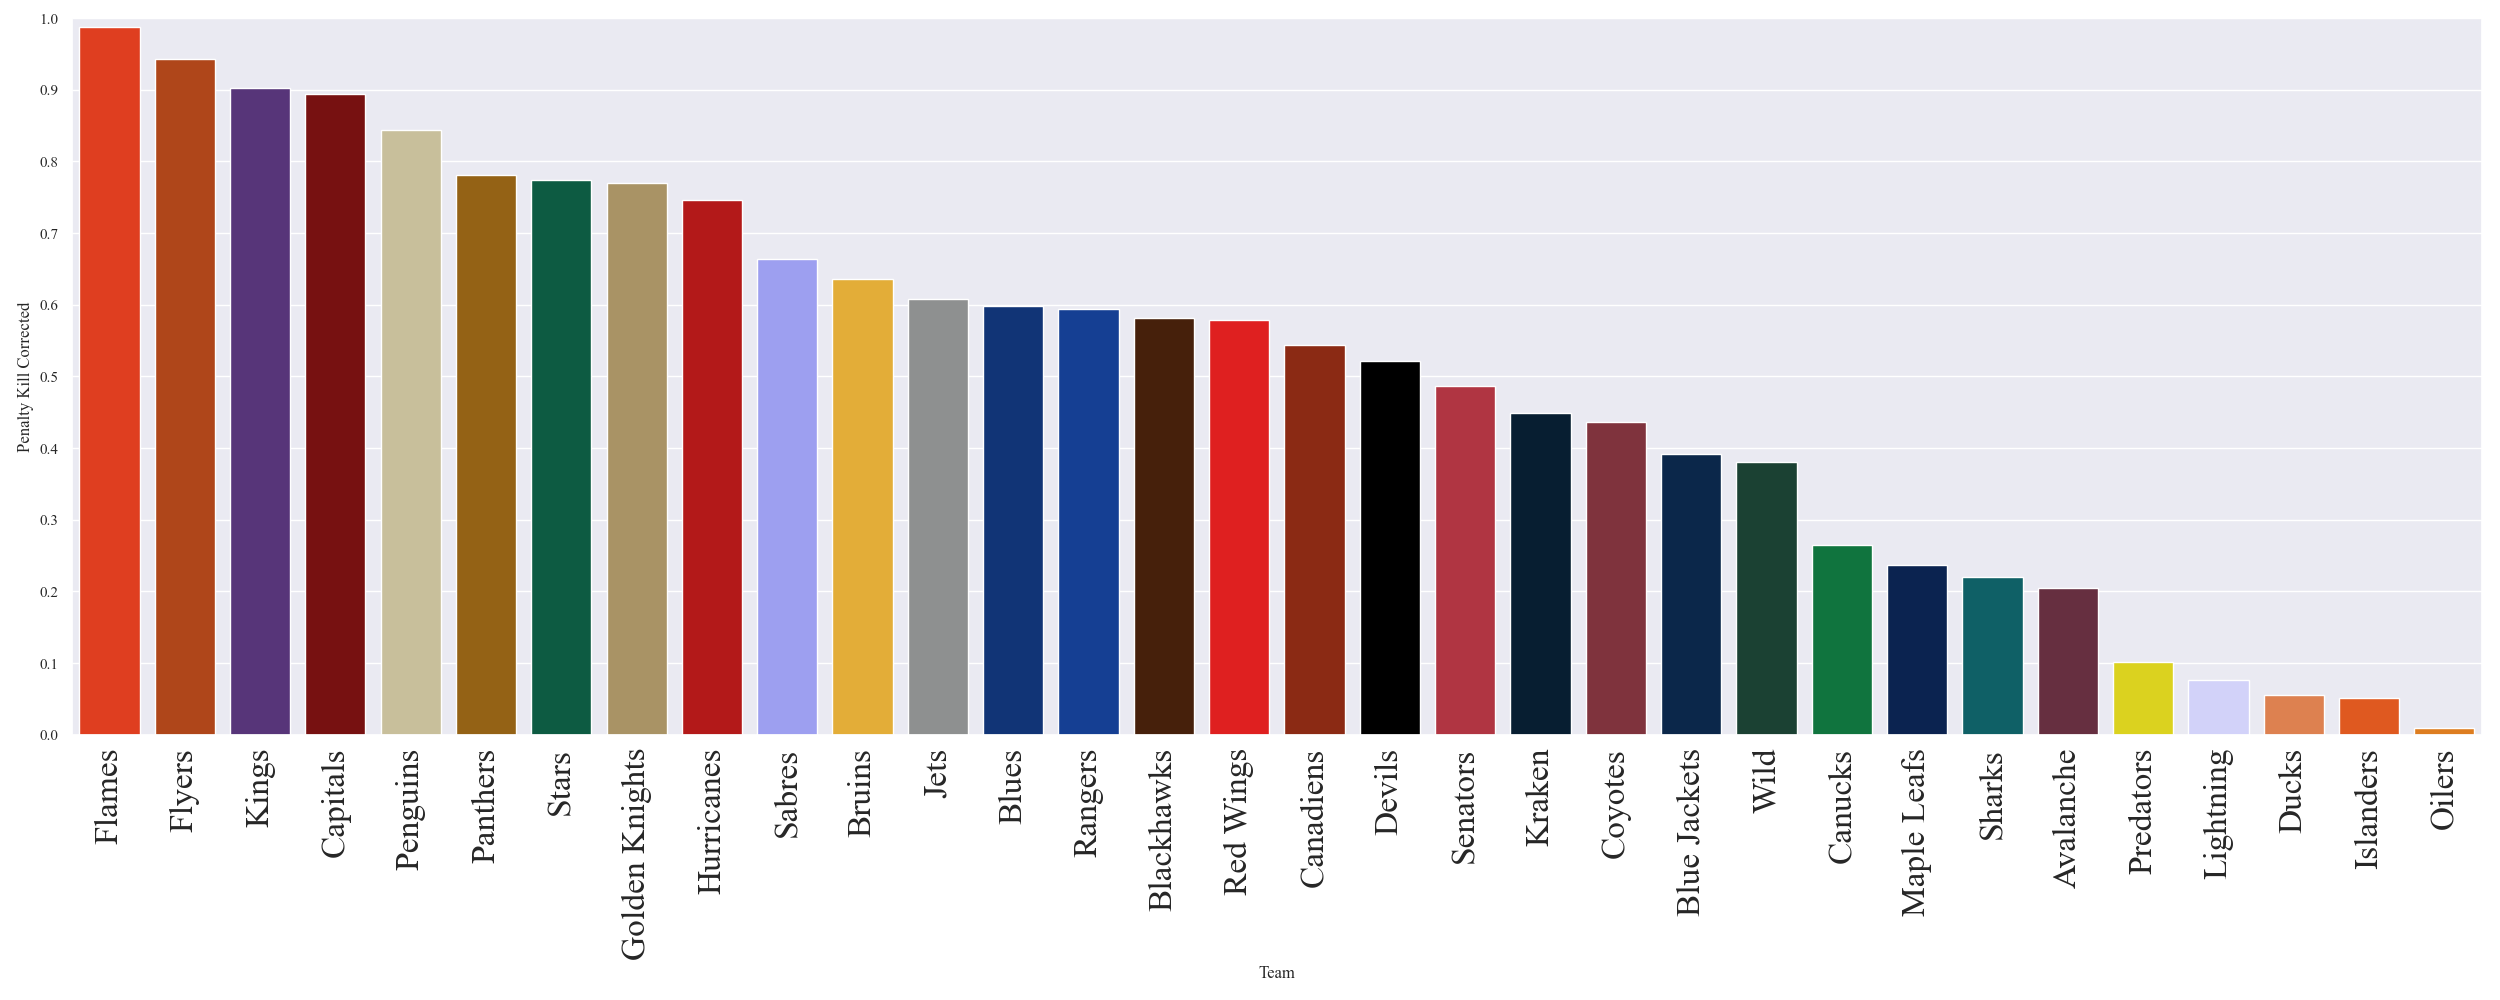 1.0
0.9
0.8
0.7
0.6
0.5
0.4
0.3
0.2
0.1
0.0
Penalty Kill Corrected
Flames
Flyers
Kings
Capitals
Penguins
Panthers
Stars
Golden Knights
Hurricanes
Sabres
Bruins
Jets
Blues
Rangers
Blackhawks
Red Wings
Canadiens
Devils
Senators
Kraken
Coyotes
Blue Jackets
Wild
Canucks
Maple Leafs
Sharks
Avalanche
Predators
Lightning
Ducks
Islanders
Oilers
Team